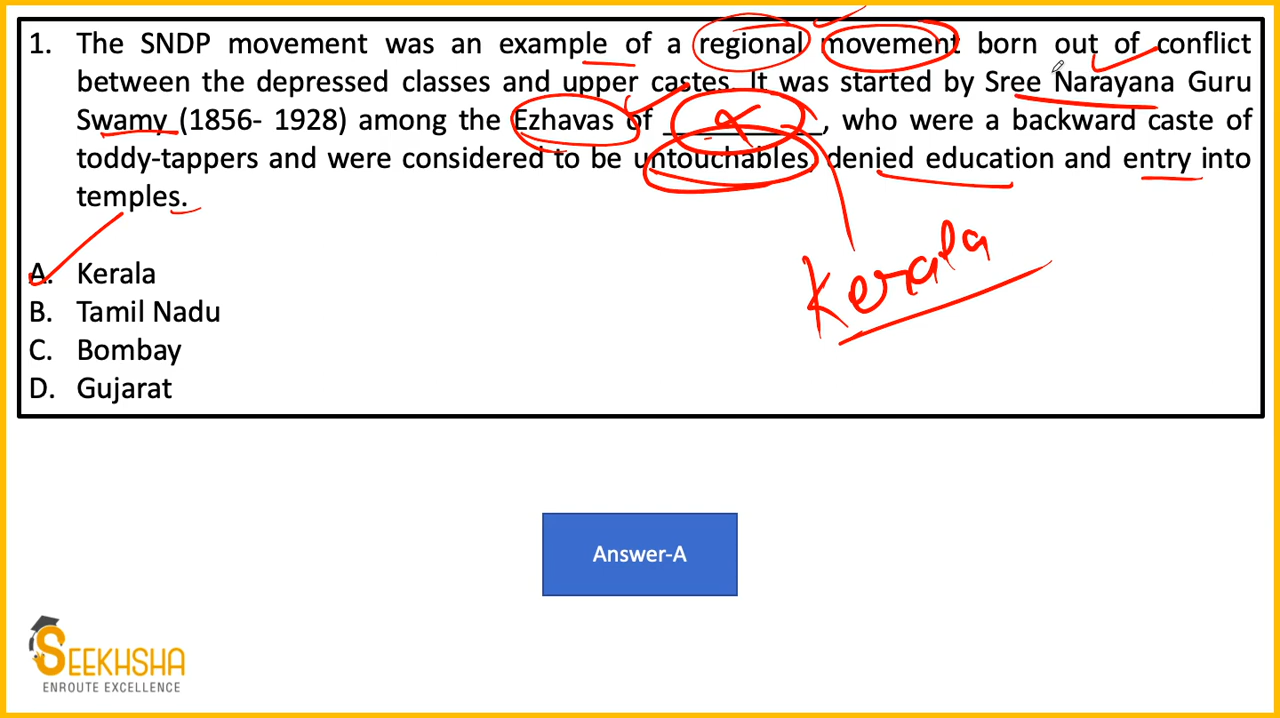 1. The SNDP movement was an example of a regional movement born out of conflict
between the depressed classes and upper castes. It was started by Sree Narayana Guru
Swamy (1856- 1928) among the Ezhavas of __________, who were a backward caste of
toddy-tappers and were considered to be untouchables, denied education and entry into
temples.
Kerala
A. Kerala
B. Tamil Nadu
C. Bombay
D. Gujarat
Answer-A
SEEKHSHA
ENROUTE EXCELLENCE